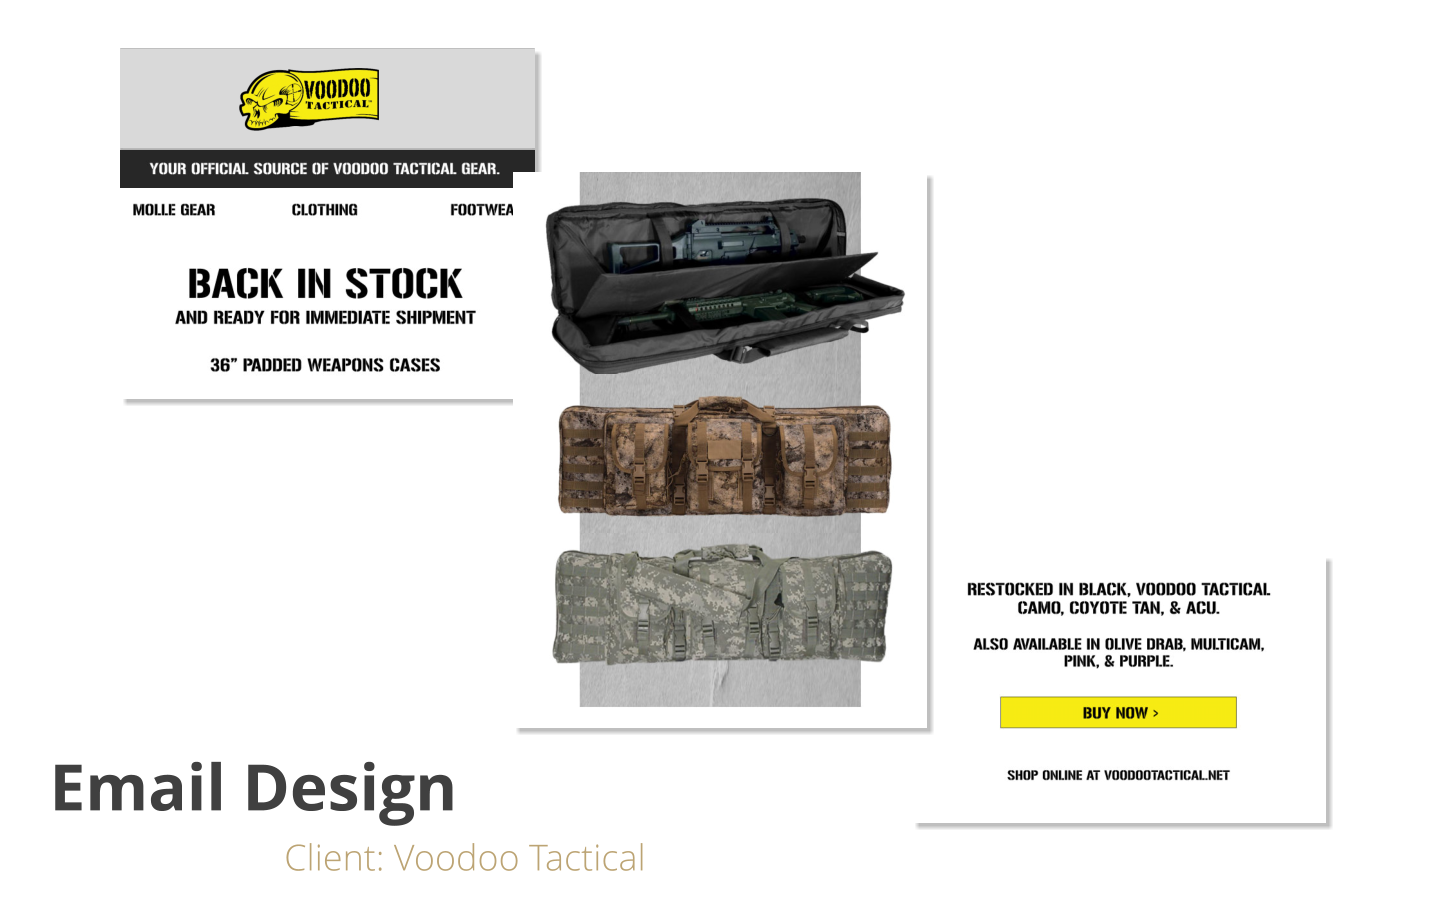 VOODOO
TACTICAL™
YOUR OFFICIAL SOURCE OF VOODOO TACTICAL GEAR.
MOLLE GEAR CLOTHING FOOTWEA
BACK IN STOCK
AND READY FOR IMMEDIATE SHIPMENT
36” PADDED WEAPONS CASES
RESTOCKED IN BLACK, VOODOO TACTICAL
CAMO, COYOTE TAN, & ACU.
ALSO AVAILABLE IN OLIVE DRAB, MULTICAM,
PINK, & PURPLE.
BUY NOW >
SHOP ONLINE AT VOODOOTACTICAL.NET
Email Design
Client: Voodoo Tactical